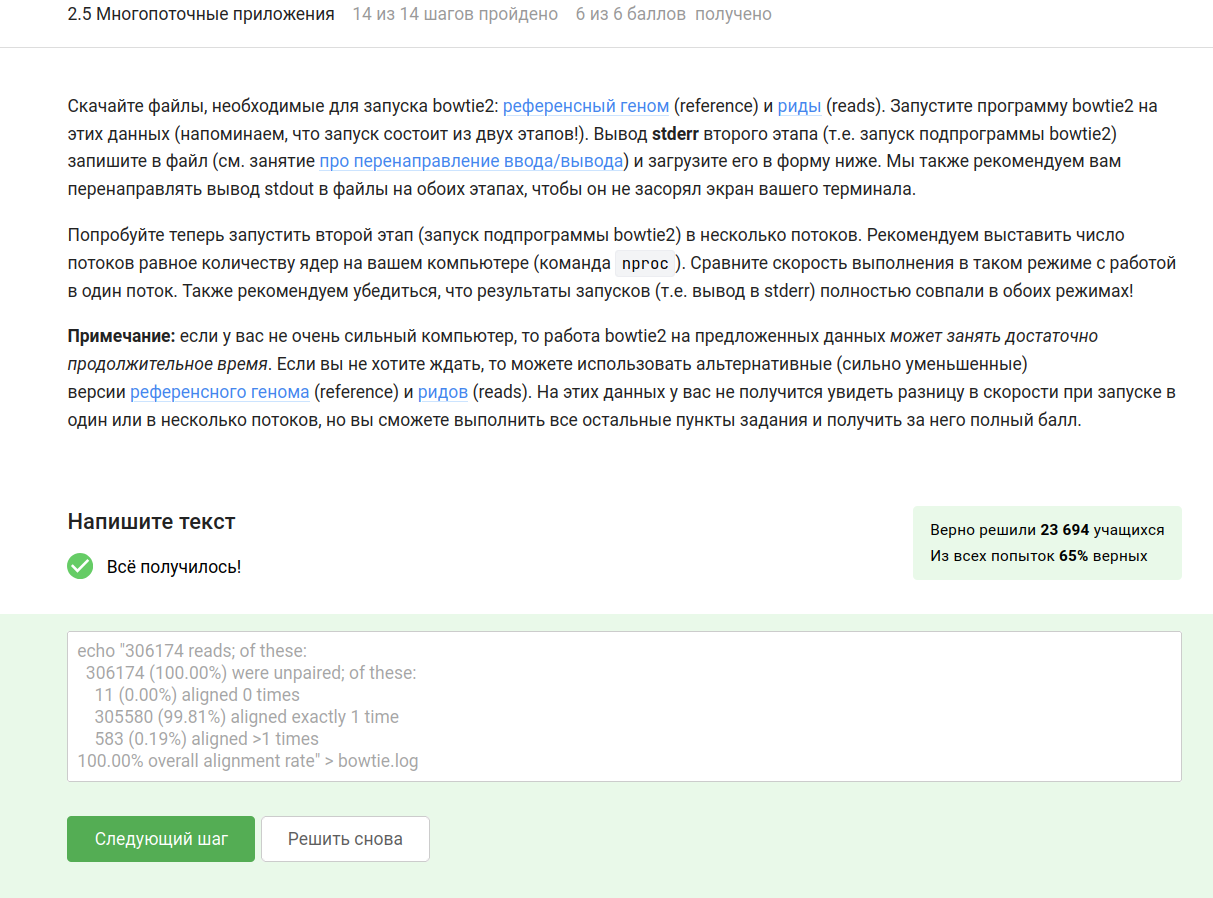 2.5 Многопоточные приложения 14 из 14 шагов пройдено 6 из 6 баллов получено
Скачайте файлы, необходимые для запуска bowtie2: референсный геном (reference) и риды (reads). Запустите программу bowtie2 на
этих данных (напоминаем, что запуск состоит из двух этапов!). Вывод stderr второго этапа (т.е. запуск подпрограммы bowtie2)
запишите в файл (см. занятие про перенаправление ввода/вывода) и загрузите его в форму ниже. Мы также рекомендуем вам
перенаправлять вывод stdout в файлы на обоих этапах, чтобы он не засорял экран вашего терминала.
Попробуйте теперь запустить второй этап (запуск подпрограммы bowtie2) в несколько потоков. Рекомендуем выставить число
потоков равное количеству ядер на вашем компьютере (команда nproc ). Сравните скорость выполнения в таком режиме с работой
в один поток. Также рекомендуем убедиться, что результаты запусков (т.е. вывод в stderr) полностью совпали в обоих режимах!
Примечание: если у вас не очень сильный компьютер, то работа bowtie2 на предложенных данных может занять достаточно
продолжительное время. Если вы не хотите ждать, то можете использовать альтернативные (сильно уменьшенные)
версии референсного генома (reference) и ридов (reads). На этих данных у вас не получится увидеть разницу в скорости при запуске в
один или в несколько потоков, но вы сможете выполнить все остальные пункты задания и получить за него полный балл.
Напишите текст
Верно решили 23 694 учащихся
Из всех попыток 65% верных
Всё получилось!
echo "306174 reads; of these:
306174 (100.00%) were unpaired; of these:
11 (0.00%) aligned 0 times
305580 (99.81%) aligned exactly 1 time
583 (0.19%) aligned >1 times
100.00% overall alignment rate" > bowtie.log
Следующий шаг Решить снова